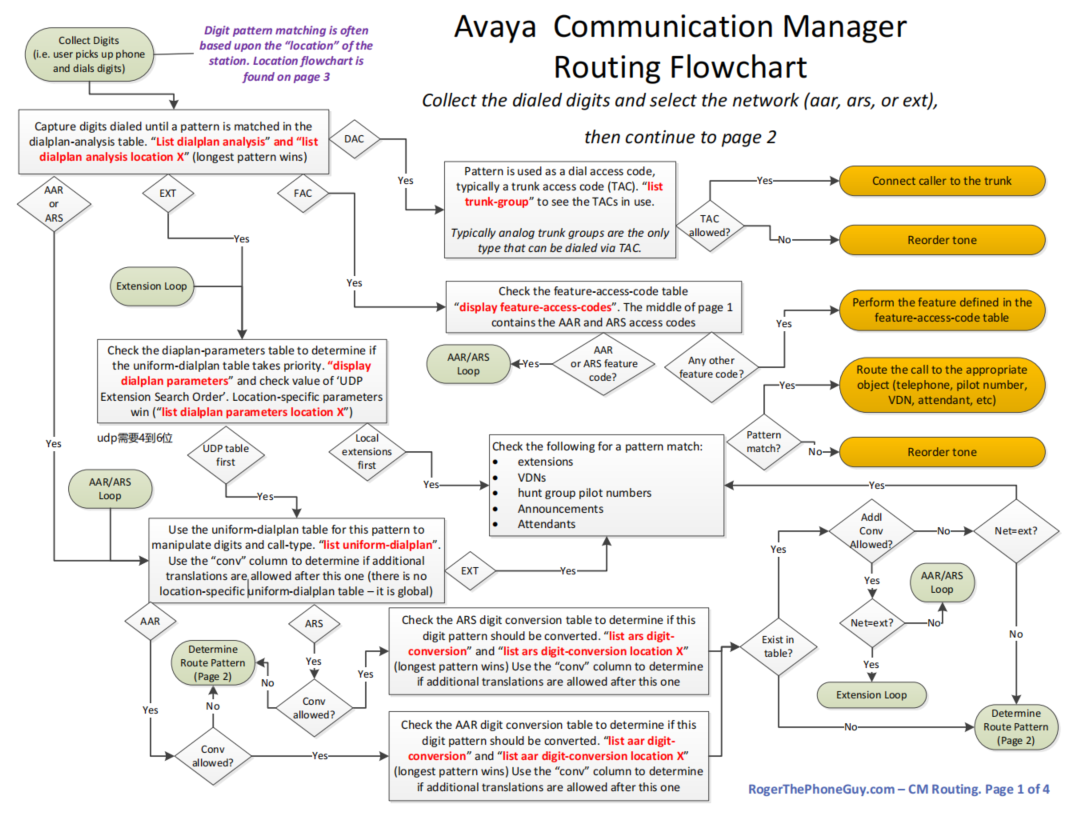 Avaya Communication Manager
Routing Flowchart
Collect the dialed digits and select the network (aar, ars, or ext),
then continue to page 2
Collect Digits
(i.e. user picks up phone
and dials digits)
Digit pattern matching is often
based upon the “location” of the
station. Location flowchart is
found on page 3
Capture digits dialed until a pattern is matched in the
dialplan-analysis table. “List dialplan analysis” and “list
dialplan analysis location X” (longest pattern wins)
DAC
Yes
AAR
or
ARS
EXT
FAC
Yes
Yes
Yes
Pattern is used as a dial access code,
typically a trunk access code (TAC). “list
trunk-group” to see the TACs in use.
Typically analog trunk groups are the only
type that can be dialed via TAC.
TAC
allowed?
Yes
Connect caller to the trunk
No
Reorder tone
Extension Loop
Check the feature-access-code table
“display feature-access-codes”. The middle of page 1
contains the AAR and ARS access codes
AAR/ARS
Loop
Yes
AAR
or ARS feature
code?
Any other
feature code?
Yes
Perform the feature defined in the
feature-access-code table
Check the diaplan-parameters table to determine if
the uniform-dialplan table takes priority. “display
dialplan parameters” and check value of ‘UDP
Extension Search Order’. Location-specific parameters
win (“list dialplan parameters location X”)
udp需要4到6位
UDP table
first
Yes
Local
extensions
first
Yes
Check the following for a pattern match:
• extensions
• VDNs
• hunt group pilot numbers
• Announcements
• Attendants
Pattern
match?
Yes
Route the call to the appropriate
object (telephone, pilot number,
VDN, attendant, etc)
No
Reorder tone
AAR/ARS
Loop
Use the uniform-dialplan table for this pattern to
manipulate digits and call-type. “list uniform-dialplan”.
Use the “conv” column to determine if additional
translations are allowed after this one (there is no
location-specific uniform-dialplan table – it is global)
EXT
Yes
AAR
ARS
Yes
Yes
Determine
Route Pattern
(Page 2)
No
No
Conv
allowed?
Yes
Conv
allowed?
Yes
Check the ARS digit conversion table to determine if this
digit pattern should be converted. “list ars digit-
conversion” and “list ars digit-conversion location X”
(longest pattern wins) Use the “conv” column to determine
if additional translations are allowed after this one
Check the AAR digit conversion table to determine if this
digit pattern should be converted. “list aar digit-
conversion” and “list aar digit-conversion location X”
(longest pattern wins) Use the “conv” column to determine
if additional translations are allowed after this one
Exist in
table?
Yes
No
Addl
Conv
Allowed?
No
Yes
Net=ext?
Yes
No
Net=ext?
No
AAR/ARS
Loop
Yes
Extension Loop
Determine
Route Pattern
(Page 2)
RogerThePhoneGuy.com – CM Routing. Page 1 of 4